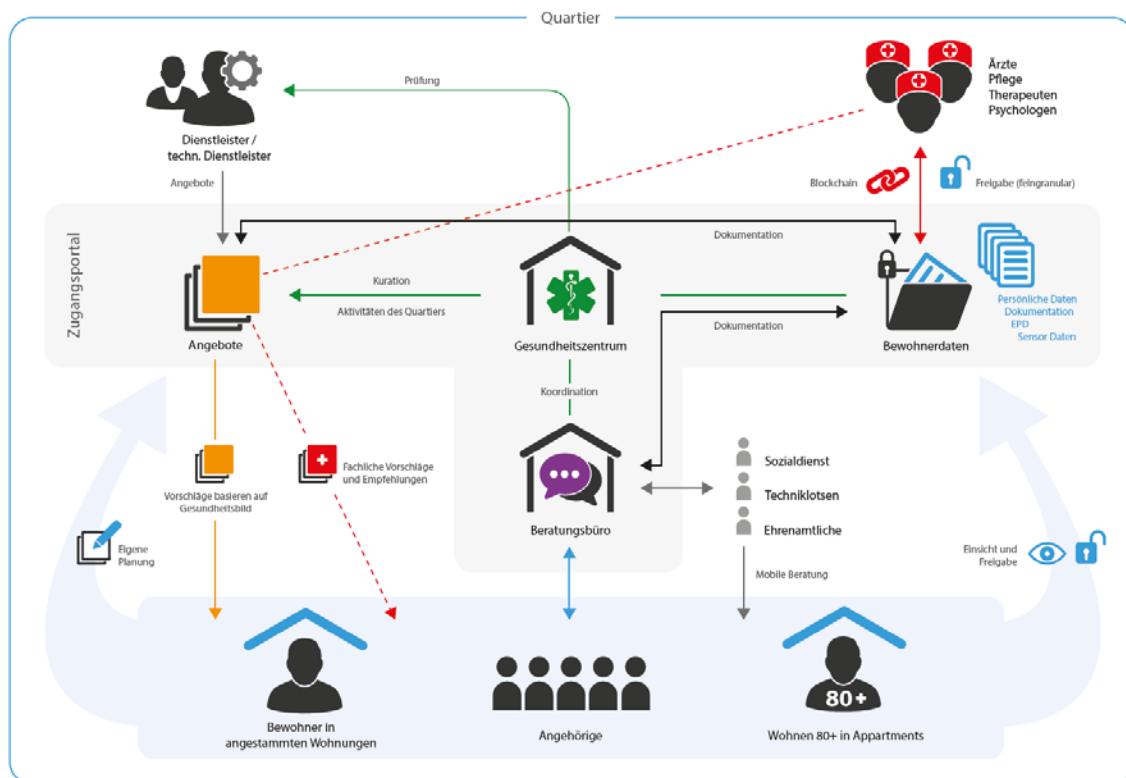 Quartier
Prüfung
Ärzte
Pflege
Therapeuten
Psychologen
Dienstleister /
techn. Dienstleister
Angebote
Blockchain
Freigabe (feingranular)
Zugangsportal
Dokumentation
Kuration
Aktivitäten des Quartiers
Dokumentation
Persönliche Daten
Dokumentation
EPD
Sensor Daten
Angebote
Gesundheitszentrum
Bewohnerdaten
Koordination
Fachliche Vorschläge
und Empfehlungen
Sozialdienst
Techniklotsen
Ehrenamtliche
Vorschläge basieren auf
Gesundheitsbild
Beratungsbüro
Eigene
Planung
Einsicht und
Freigabe
Mobile Beratung
80+
Bewohner in
angestammten Wohnungen
Angehörige
Wohnen 80+ in Appartments